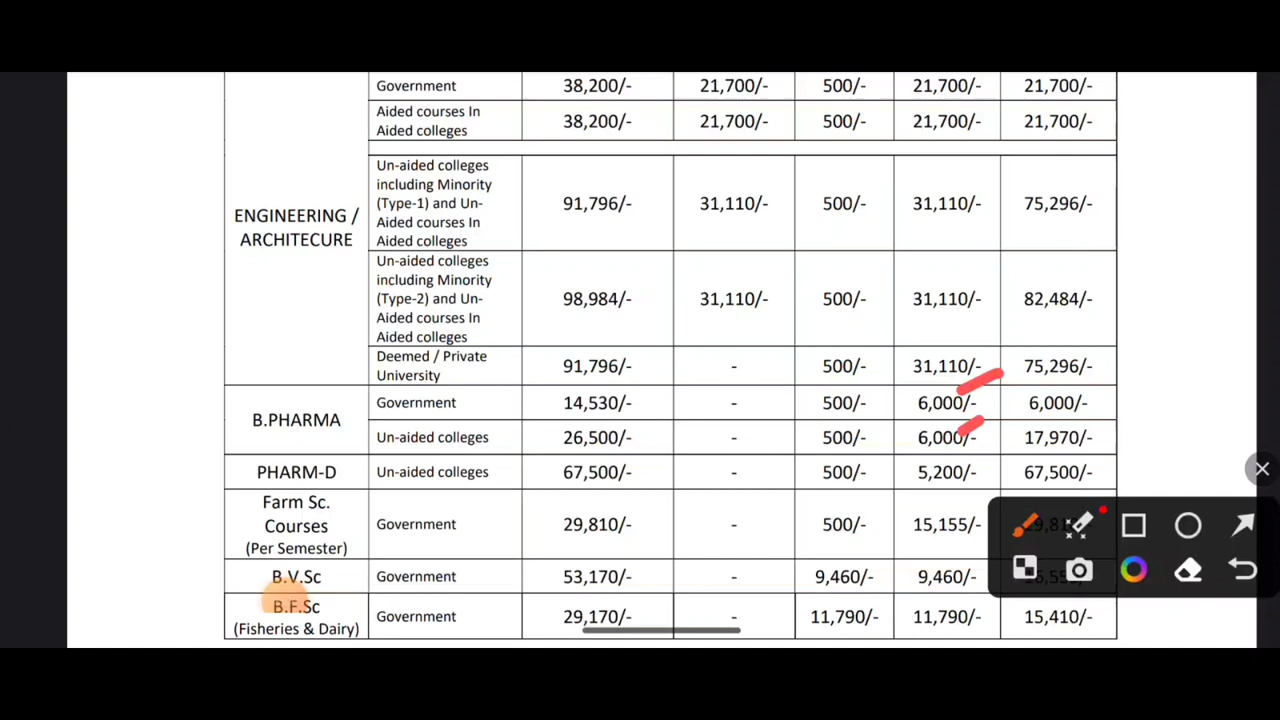 Government 38,200/- 21,700/- 500/- 21,700/- 21,700/-
Aided courses In
Aided colleges 38,200/- 21,700/- 500/- 21,700/- 21,700/-
ENGINEERING /
ARCHITECURE
Un-aided colleges
including Minority
(Type-1) and Un-
Aided courses In
Aided colleges
91,796/- 31,110/- 500/- 31,110/- 75,296/-
Un-aided colleges
including Minority
(Type-2) and Un-
Aided courses In
Aided colleges
98,984/- 31,110/- 500/- 31,110/- 82,484/-
Deemed / Private
University
91,796/- - 500/- 31,110/- 75,296/-
B.PHARMA
Government 14,530/- - 500/- 6,000/- 6,000/-
Un-aided colleges 26,500/- - 500/- 6,000/- 17,970/-
PHARM-D Un-aided colleges 67,500/- - 500/- 5,200/- 67,500/-
Farm Sc.
Courses
(Per Semester)
Government 29,810/- - 500/- 15,155/-
B.V.Sc Government 53,170/- - 9,460/- 9,460/-
B.F.Sc
(Fisheries & Dairy)
Government 29,170/- - 11,790/- 11,790/- 15,410/-